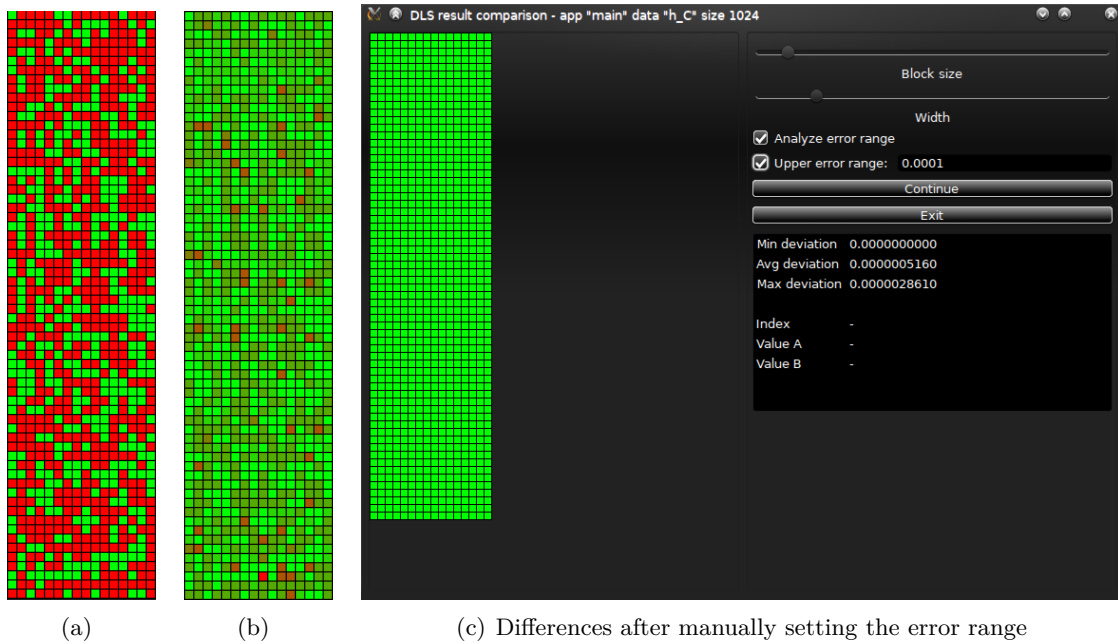 DLS result comparison - app "main" data "h_C" size 1024
Block size
Width
Analyze error range
Upper error range: 0.0001
Continue
Exit
Min deviation 0.0000000000
Avg deviation 0.0000005160
Max deviation 0.0000028610
Index -
Value A -
Value B -
(a) (b) (c) Differences after manually setting the error range